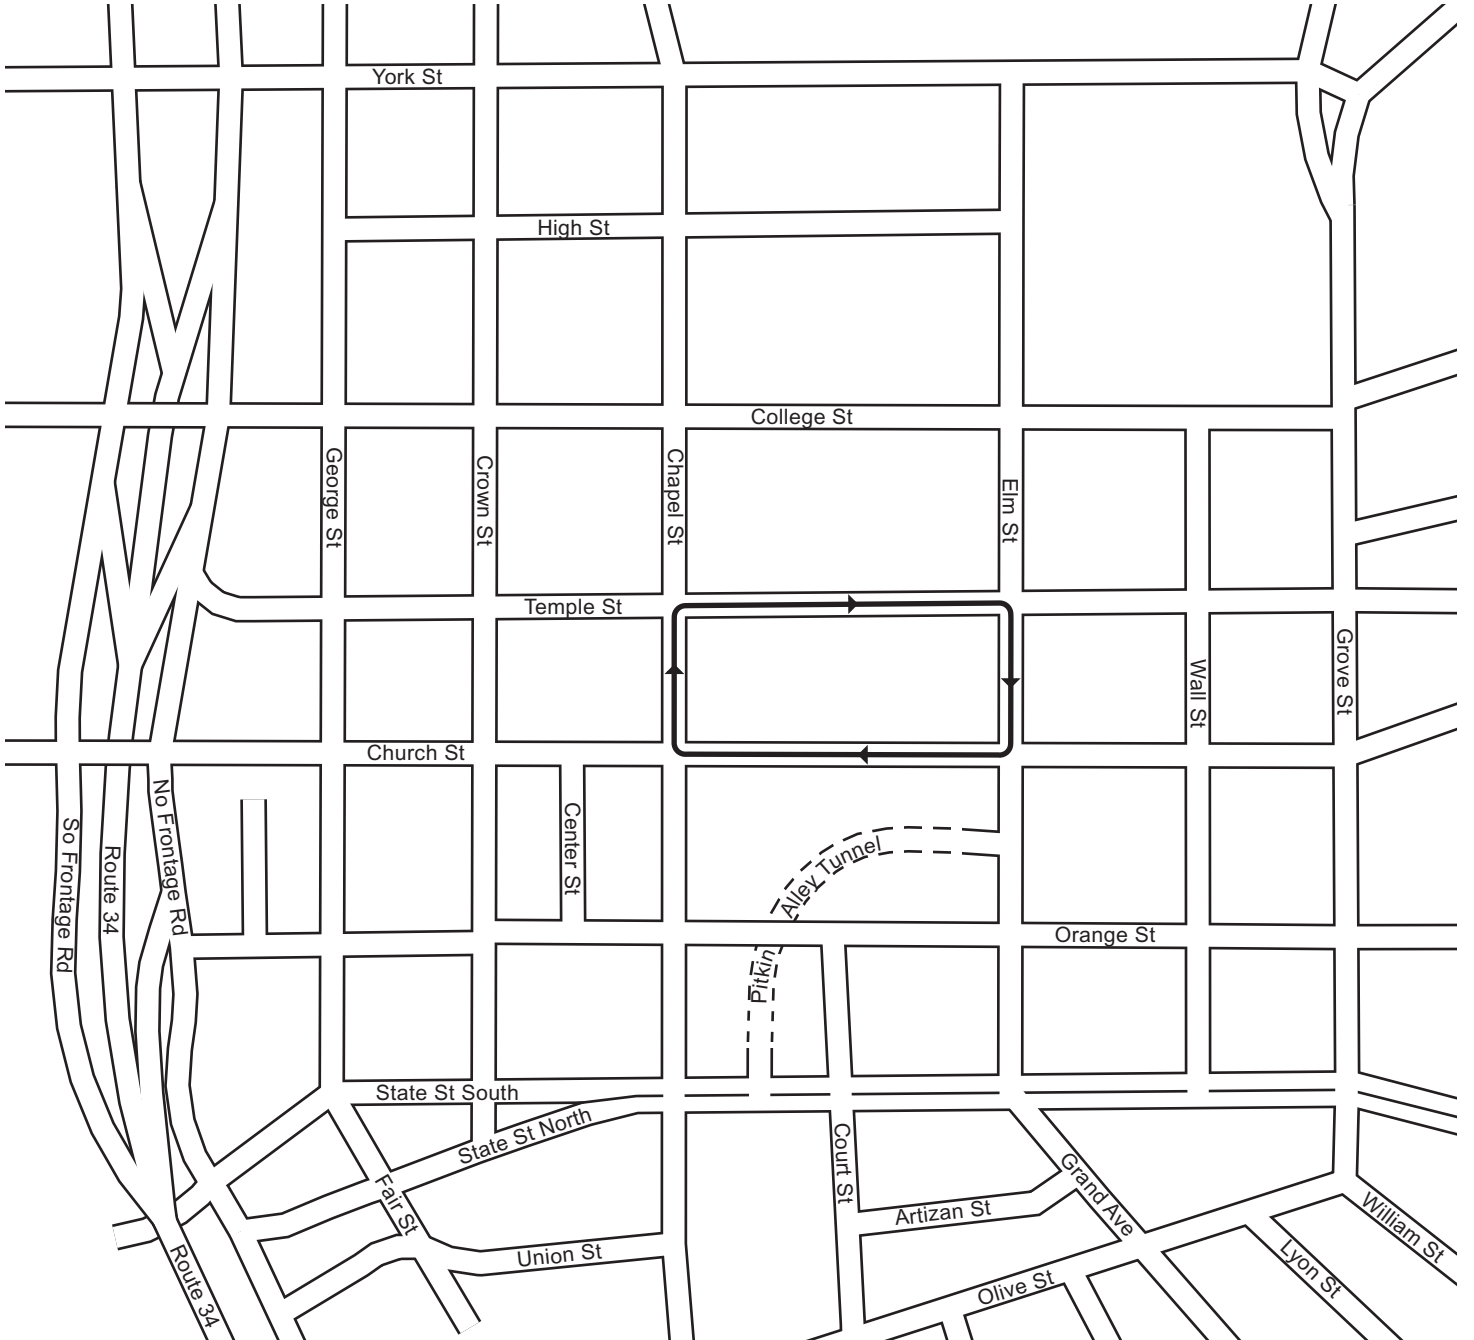 York St
High St
College St
George St
Crown St
Chapel St
Elm St
Temple St
Wall St
Grove St
Church St
So Frontage Rd
Route 34
No Frontage Rd
Center St
Alley Tunnel
Orange St
Pitkin
State St South
State St North
Court St
Grand Ave
Fair St
Artizan St
William St
Union St
Olive St
Lyon St
Route 34